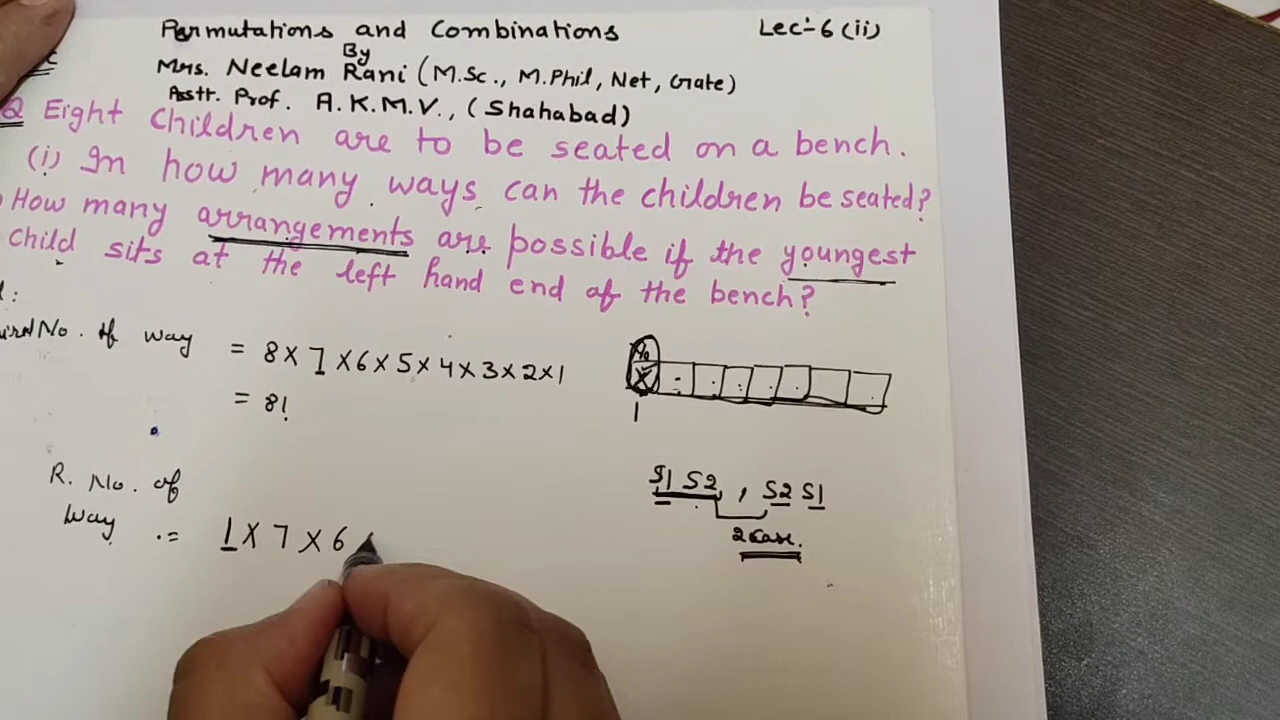 Permutations and Combinations Lec-6 (ii)
By
Mrs. Neelam Rani (M.Sc., M.Phil, Net, Gate)
Asstt. Prof. A.K.M.V., (Shahabad)
Q Eight Children are to be seated on a bench.
(i) In how many ways can the children be seated?
How many arrangements are possible if the youngest
child sits at the left hand end of the bench?
No. of way = 8 × 7 × 6 × 5 × 4 × 3 × 2 × 1
= 8!
1
R. No. of
way = 1 × 7 × 6
S1 S2, S2 S1
2 case.